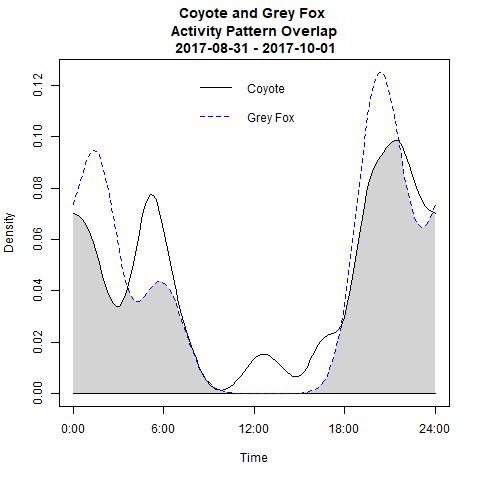 Coyote and Grey Fox
Activity Pattern Overlap
2017-08-31 - 2017-10-01
Coyote
Grey Fox
Density
0.12
0.10
0.08
0.06
0.04
0.02
0.00
0:00 6:00 12:00 18:00 24:00
Time